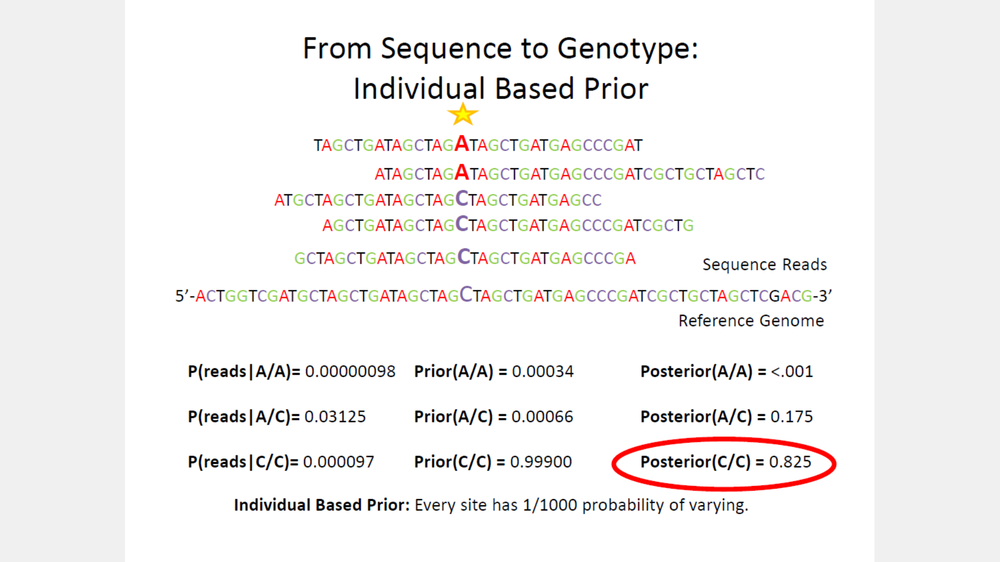 From Sequence to Genotype:
Individual Based Prior
TAGCTGATAGCTAGATAGCTGATGAGCCCGAT
ATAGCTAGATAGCTGATGAGCCCGATCGCTGCTAGCTC
ATGCTAGCTGATAGCTAGCTAGCTGATGAGCC
AGCTGATAGCTAGCTAGCTGATGAGCCCGATCGCTG
GCTAGCTGATAGCTAGCTAGCTGATGAGCCCGA
Sequence Reads
5’-ACTGGTCGATGCTAGCTGATAGCTAGCTAGCTGATGAGCCCGATCGCTGCTAGCTCGACG-3’
Reference Genome
P(reads|A/A)= 0.00000098 Prior(A/A) = 0.00034 Posterior(A/A) = <.001
P(reads|A/C)= 0.03125 Prior(A/C) = 0.00066 Posterior(A/C) = 0.175
P(reads|C/C)= 0.000097 Prior(C/C) = 0.99900 Posterior(C/C) = 0.825
Individual Based Prior: Every site has 1/1000 probability of varying.